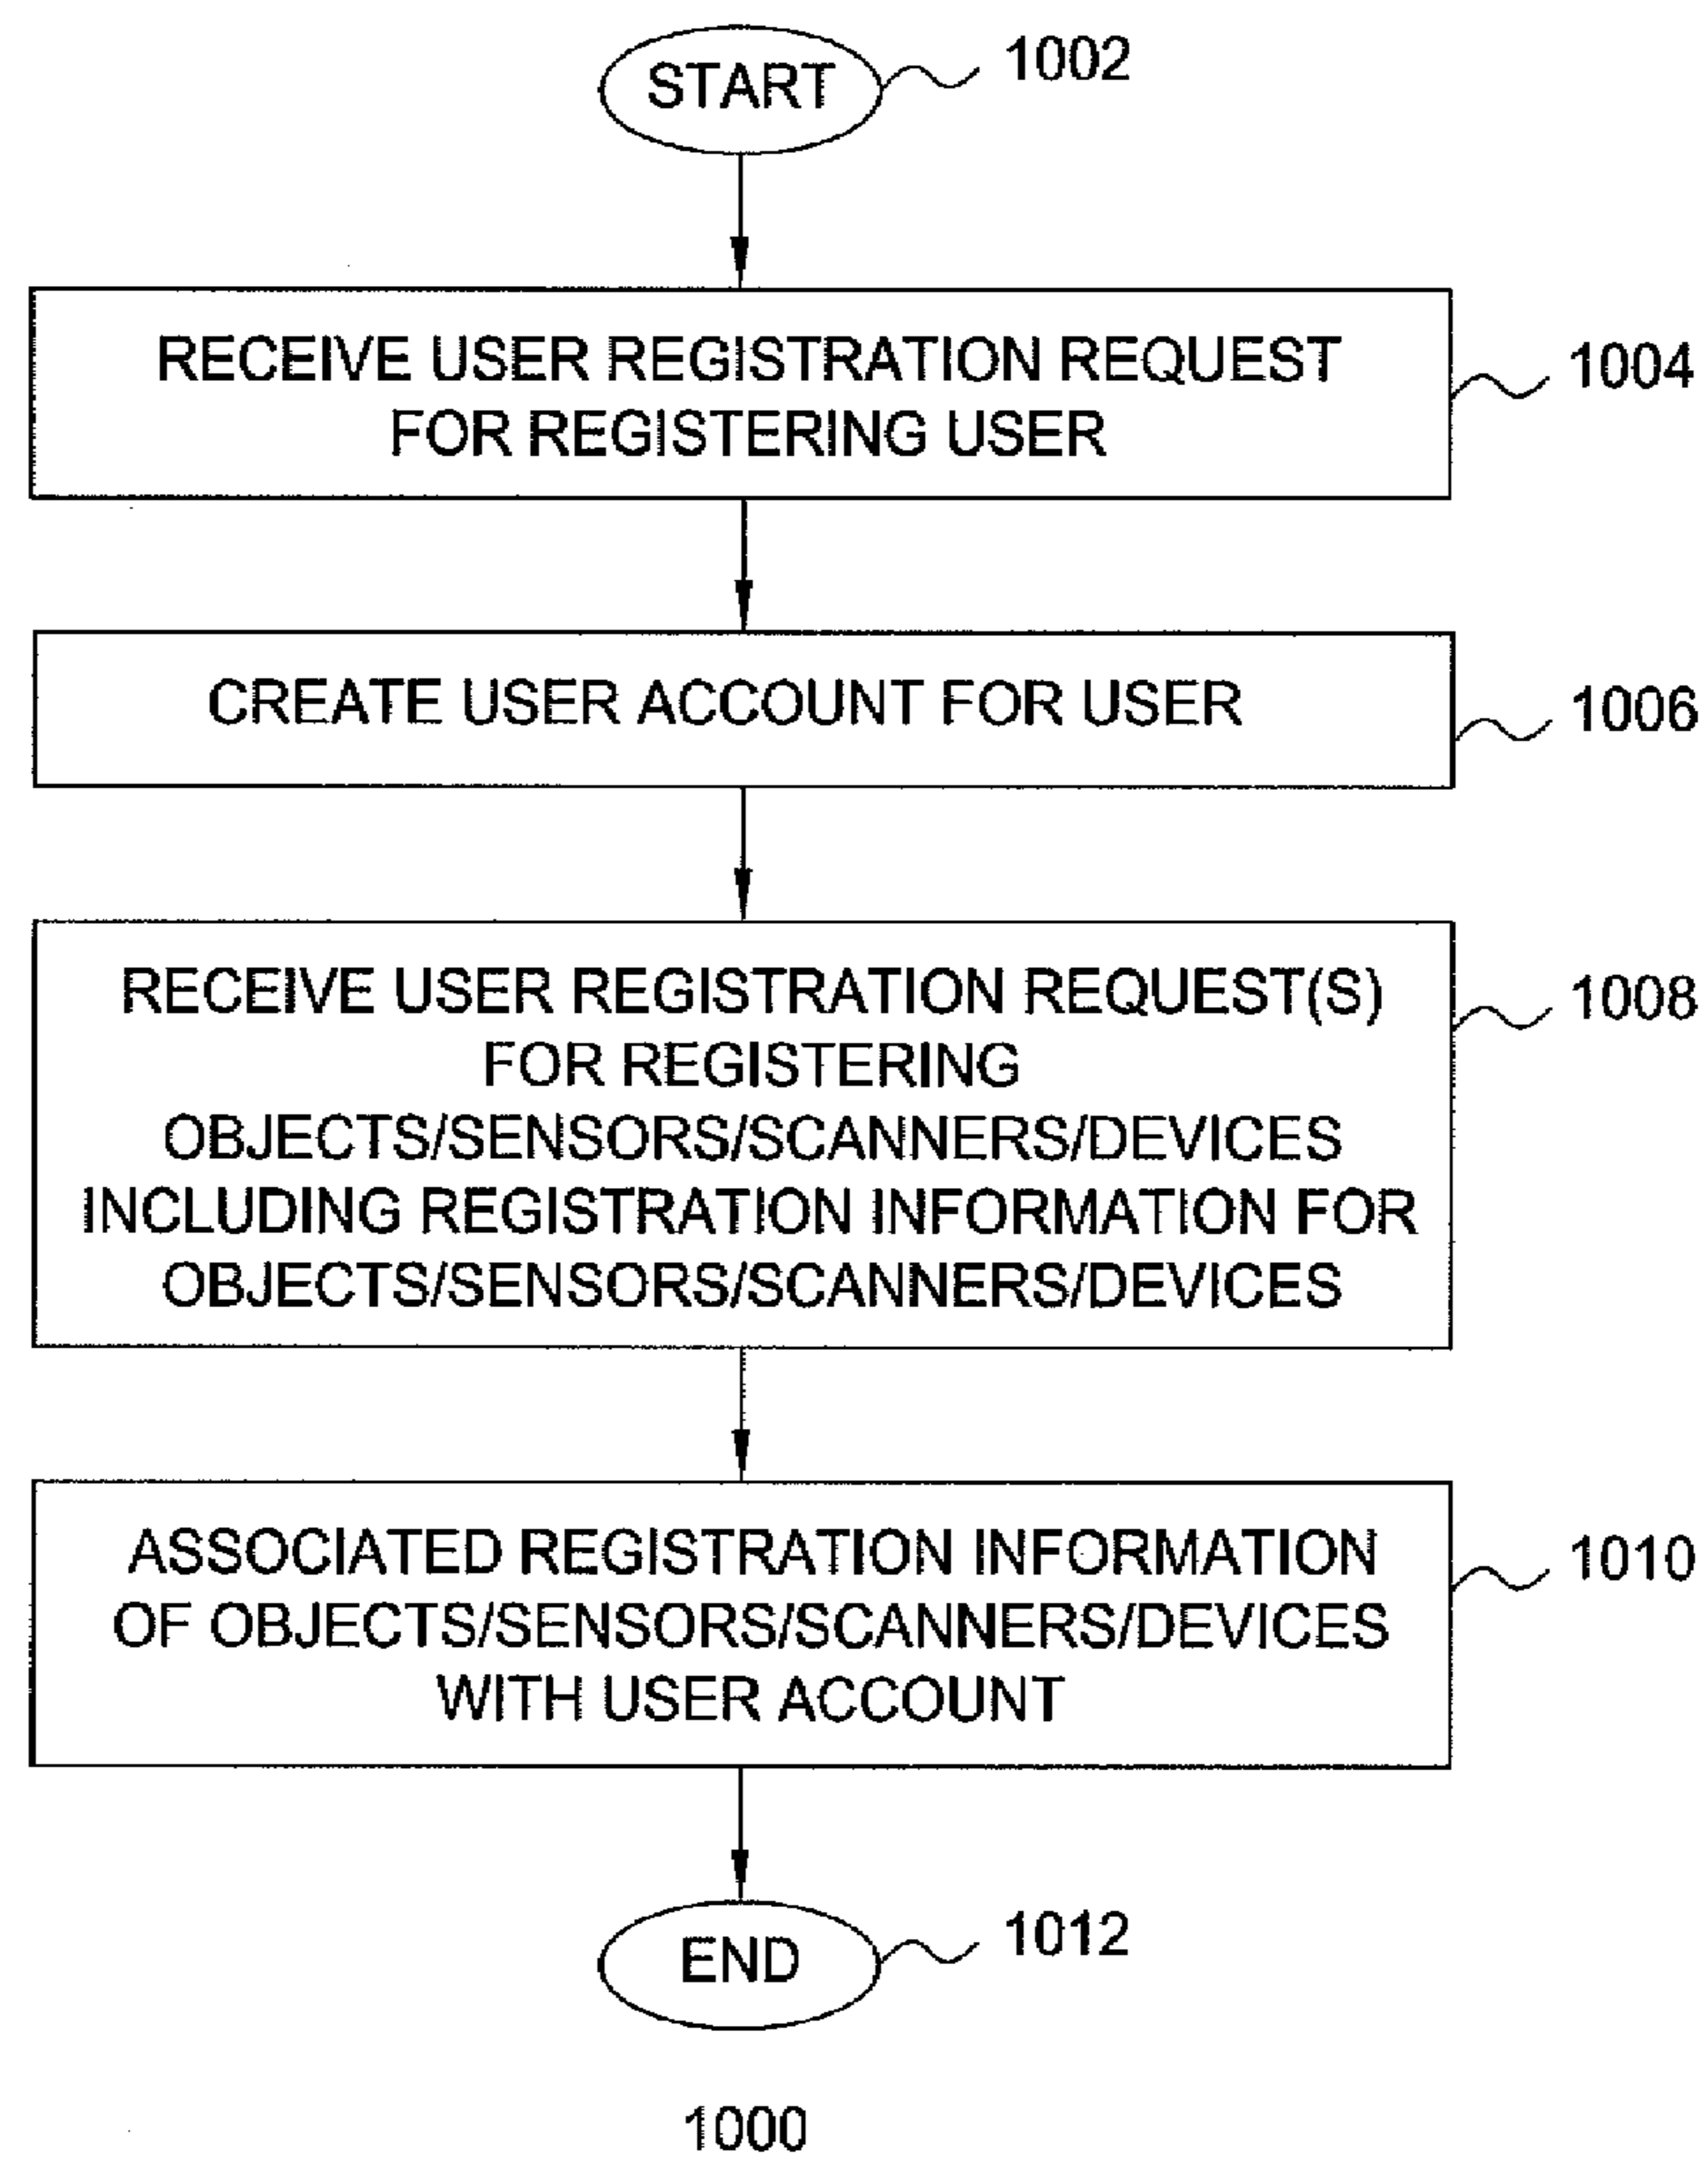 START
1002
RECEIVE USER REGISTRATION REQUEST
FOR REGISTERING USER
1004
CREATE USER ACCOUNT FOR USER
1006
RECEIVE USER REGISTRATION REQUEST(S)
FOR REGISTERING
OBJECTS/SENSORS/SCANNERS/DEVICES
INCLUDING REGISTRATION INFORMATION FOR
OBJECTS/SENSORS/SCANNERS/DEVICES
1008
ASSOCIATED REGISTRATION INFORMATION
OF OBJECTS/SENSORS/SCANNERS/DEVICES
WITH USER ACCOUNT
1010
END
1012
1000